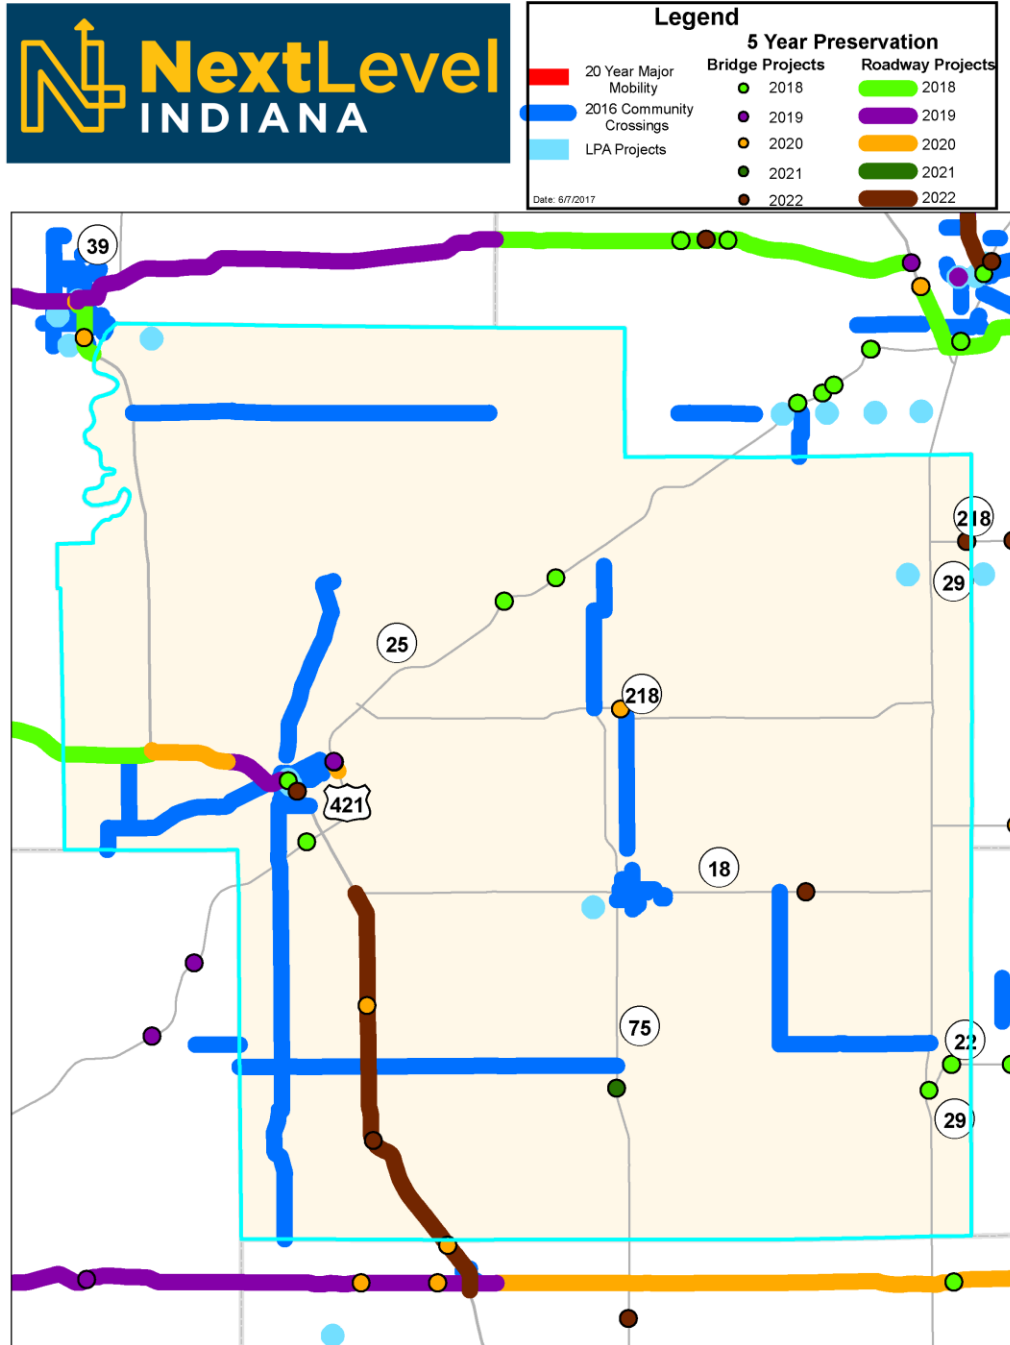 NextLevel
INDIANA
Legend
5 Year Preservation
Bridge Projects
Roadway Projects
20 Year Major
Mobility
2016 Community
Crossings
LPA Projects
2018
2019
2020
2021
2022
2018
2019
2020
2021
2022
Date: 6/7/2017
39
218
29
25
218
421
18
75
22
29